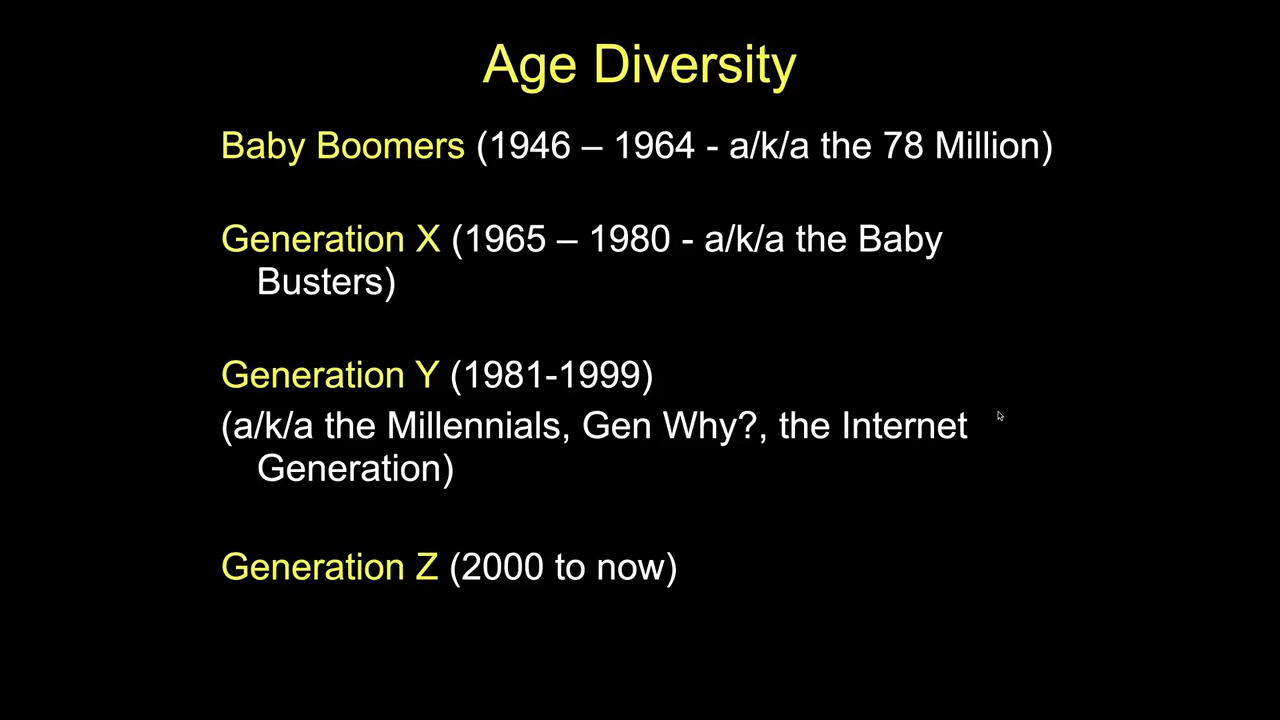 Age Diversity
Baby Boomers (1946 – 1964 - a/k/a the 78 Million)
Generation X (1965 – 1980 - a/k/a the Baby
Busters)
Generation Y (1981-1999)
(a/k/a the Millennials, Gen Why?, the Internet
Generation)
Generation Z (2000 to now)